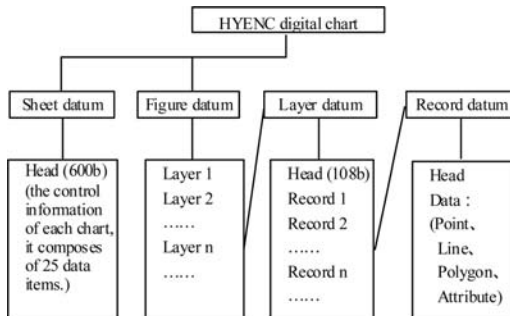 HYENC digital chart
Sheet datum
Figure datum
Layer datum
Record datum
Head (600b)
(the control
information
of each chart,
it composes
of 25 data
items.)
Layer 1
Layer 2
……
Layer n
……
Head (108b)
Record 1
Record 2
……
Record n
……
Head
Data：
(Point、
Line、
Polygon、
Attribute)